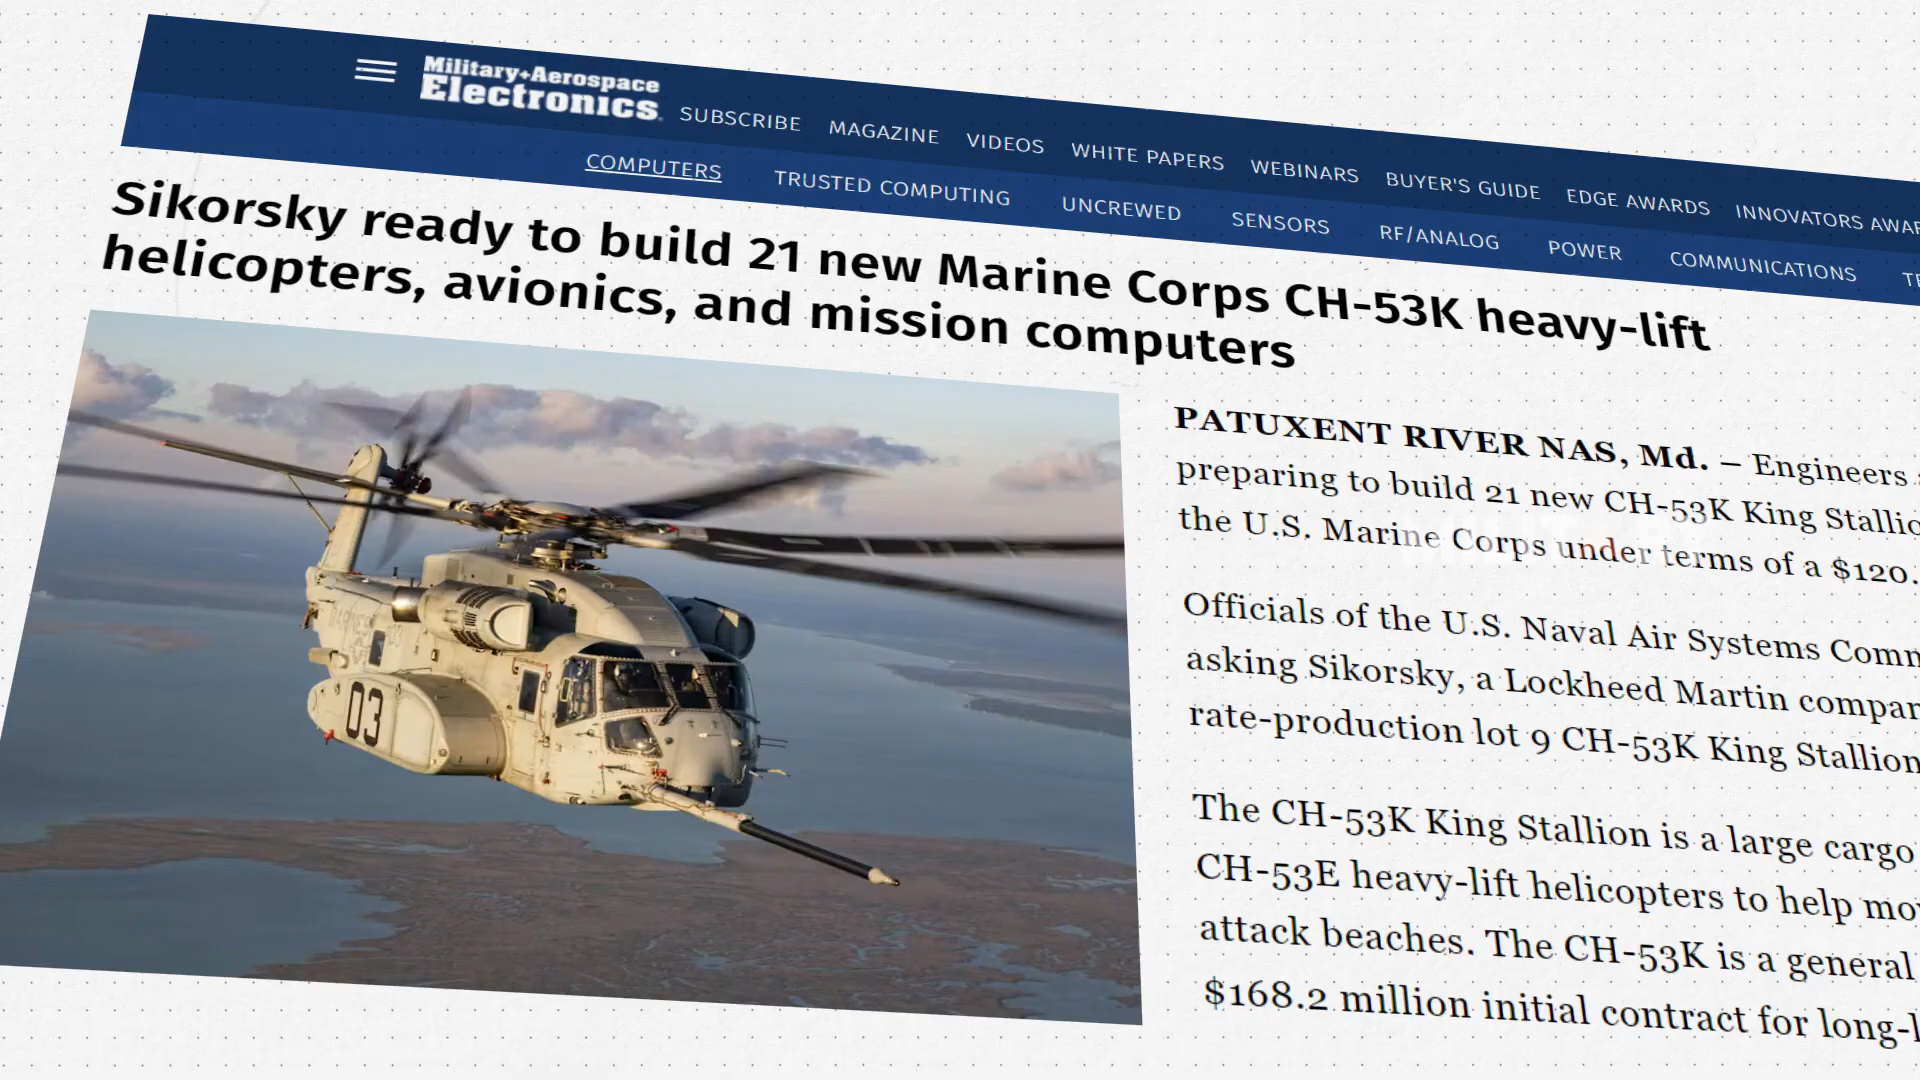 Military+Aerospace
Electronics
SUBSCRIBE MAGAZINE VIDEOS WHITE PAPERS WEBINARS BUYER'S GUIDE EDGE AWARDS INNOVATORS
COMPUTERS TRUSTED COMPUTING UNCREWED SENSORS RF/ANALOG POWER COMMUNICATIONS
Sikorsky ready to build 21 new Marine Corps CH-53K heavy-lift
helicopters, avionics, and mission computers
PATUXENT RIVER NAS, Md. – Engineers
preparing to build 21 new CH-53K King
the U.S. Marine Corps under terms of a $120.
Officials of the U.S. Naval Air Systems
asking Sikorsky, a Lockheed Martin
rate-production lot 9 CH-53K King Stallion
The CH-53K King Stallion is a large cargo
CH-53E heavy-lift helicopters to help
attack beaches. The CH-53K is a general
$168.2 million initial contract for long-
03